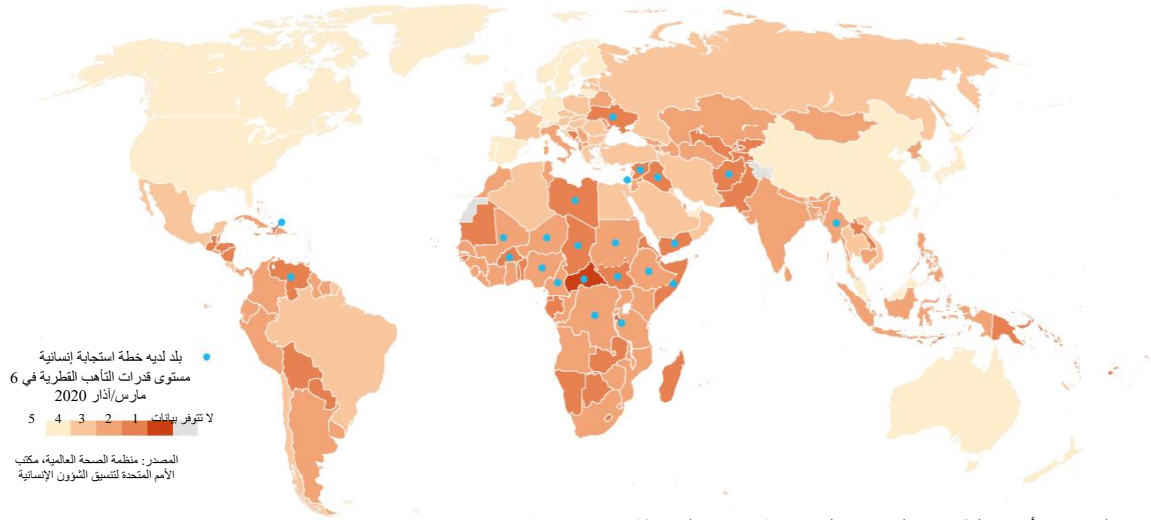 بلد لديه خطة استجابة إنسانية
مستوى قدرات التأهب القطرية في 6
مارس/آذار 2020
لا تتوفر بيانات 1 2 3 4 5
المصدر: منظمة الصحة العالمية، مكتب
الأمم المتحدة لتنسيق الشؤون الإنسانية